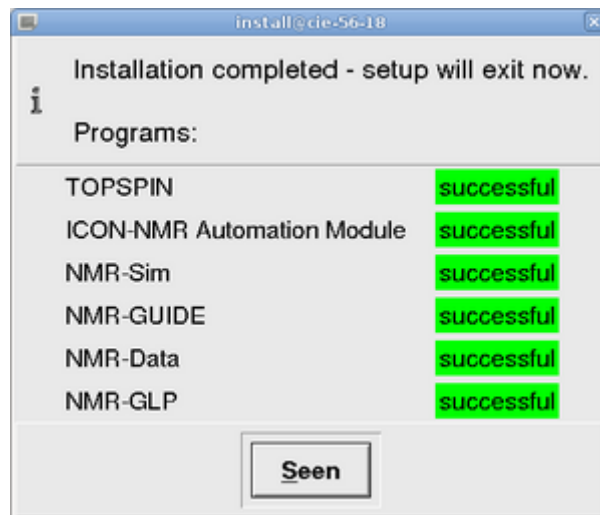 install@cie-56-18
Installation completed - setup will exit now.
Programs:
TOPSPIN successful
ICON-NMR Automation Module successful
NMR-Sim successful
NMR-GUIDE successful
NMR-Data successful
NMR-GLP successful
Seen